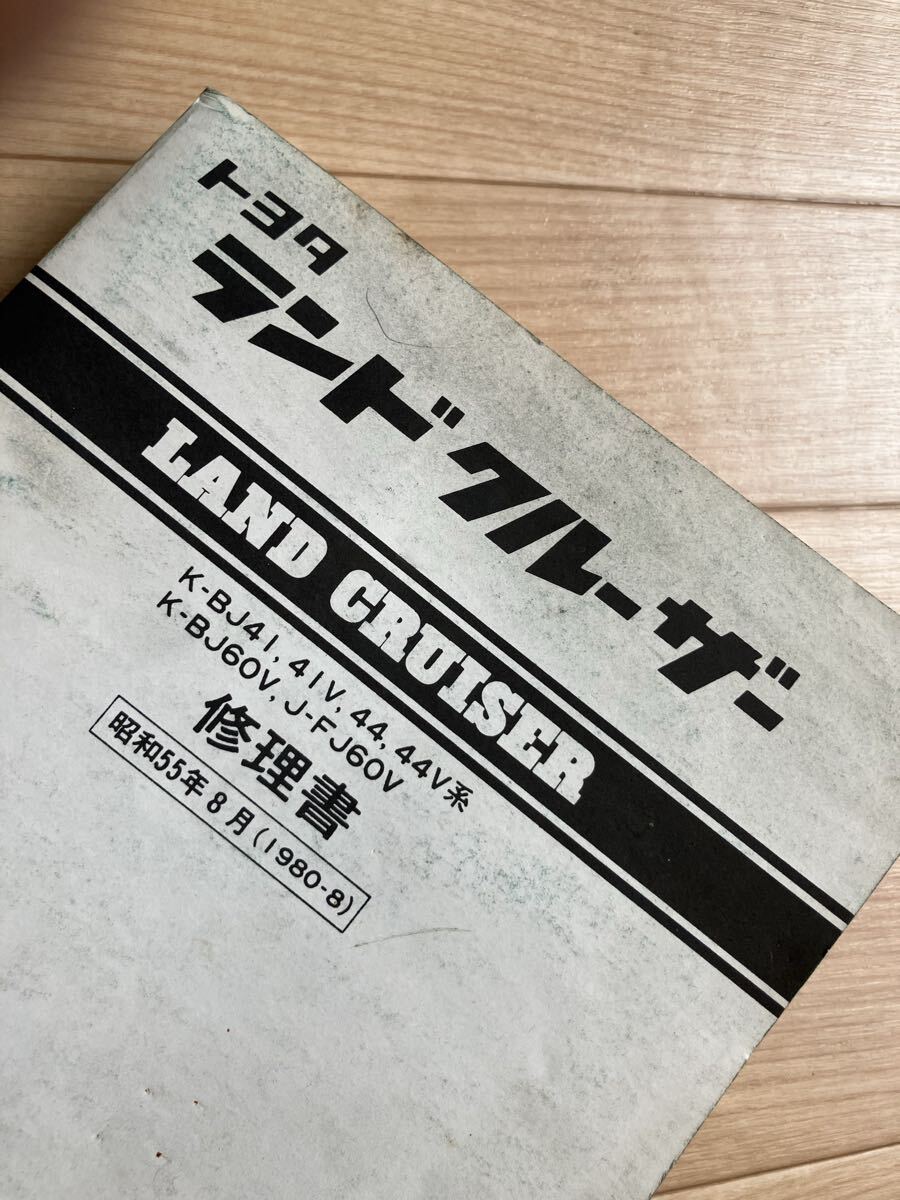 トヨタ
ランドクルーザー
LAND CRUISER
K-BJ41, 41V, 44, 44V系
K-BJ60V, J-FJ60V
修理書
昭和55年8月(1980-8)